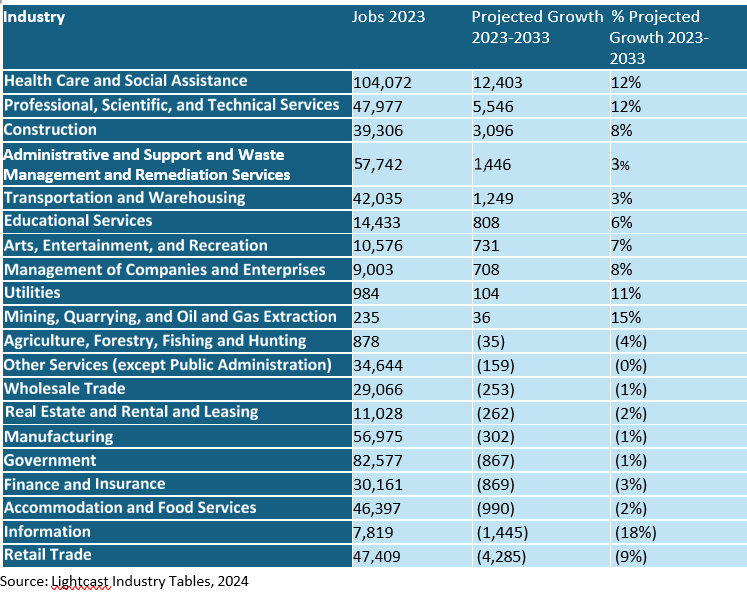 Industry Jobs 2023 Projected Growth % Projected
2023-2033 Growth 2023-
2033
Health Care and Social Assistance 104,072 12,403 12%
Professional, Scientific, and Technical Services 47,977 5,546 12%
Construction 39,306 3,096 8%
Administrative and Support and Waste
Management and Remediation Services 57,742 1,446 3%
Transportation and Warehousing 42,035 1,249 3%
Educational Services 14,433 808 6%
Arts, Entertainment, and Recreation 10,576 731 7%
Management of Companies and Enterprises 9,003 708 8%
Utilities 984 104 11%
Mining, Quarrying, and Oil and Gas Extraction 235 36 15%
Agriculture, Forestry, Fishing and Hunting 878 (35) (4%)
Other Services (except Public Administration) 34,644 (159) (0%)
Wholesale Trade 29,066 (253) (1%)
Real Estate and Rental and Leasing 11,028 (262) (2%)
Manufacturing 56,975 (302) (1%)
Government 82,577 (867) (1%)
Finance and Insurance 30,161 (869) (3%)
Accommodation and Food Services 46,397 (990) (2%)
Information 7,819 (1,445) (18%)
Retail Trade 47,409 (4,285) (9%)
Source: Lightcast Industry Tables, 2024